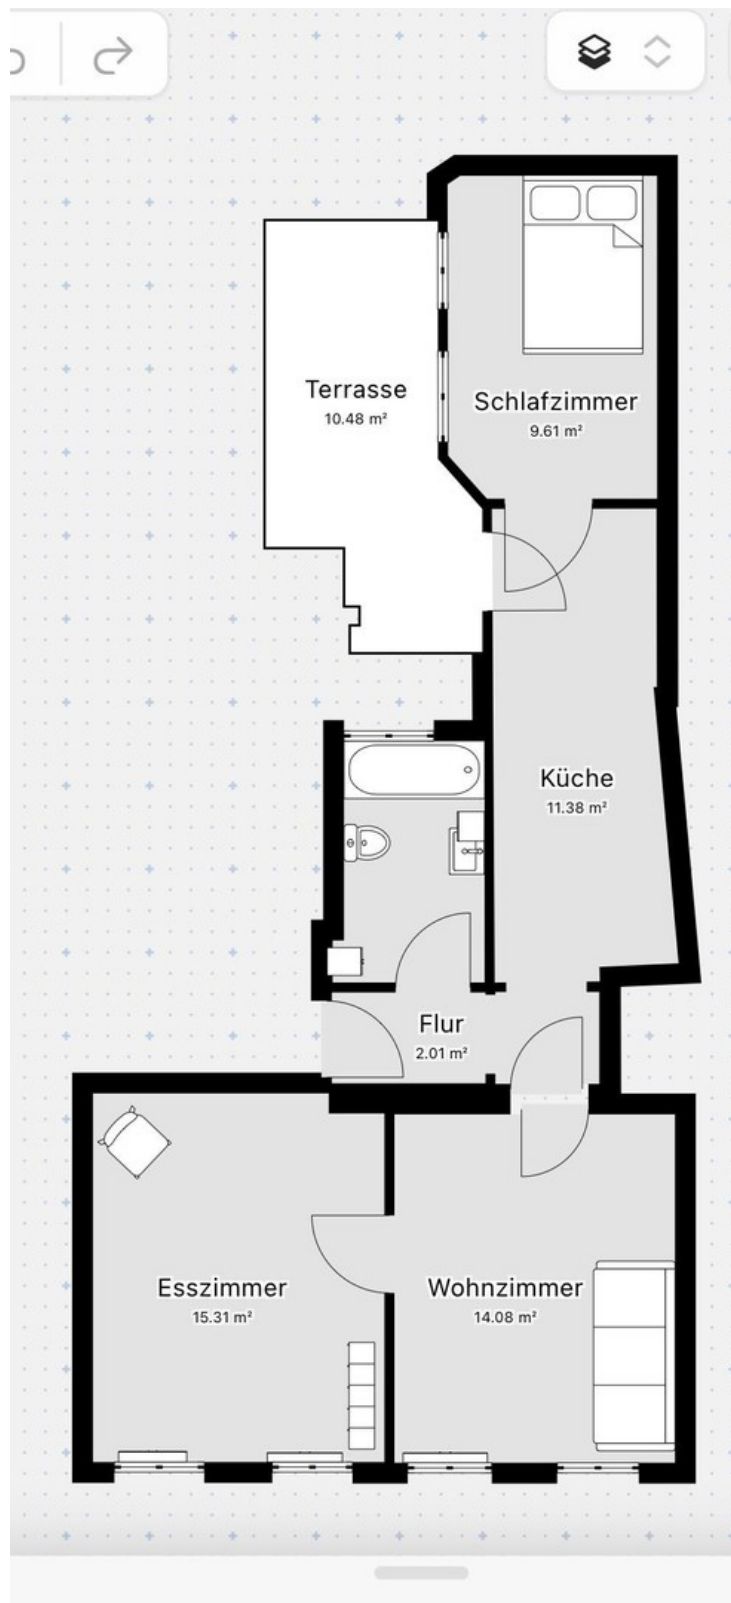 Terrasse
10.48 m²
Schlafzimmer
9.61 m²
Küche
11.38 m²
Flur
2.01 m²
Esszimmer
15.31 m²
Wohnzimmer
14.08 m²